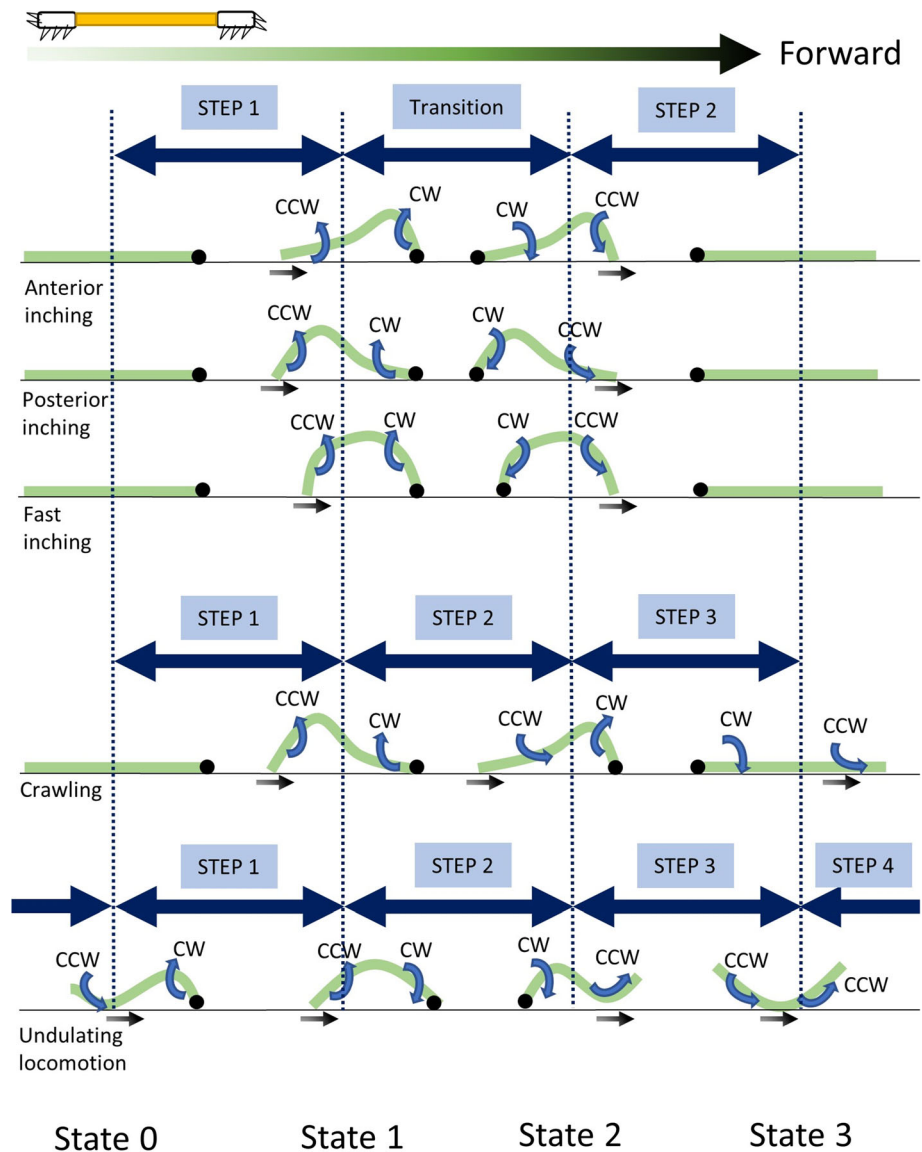 Forward
STEP 1
Transition
STEP 2
CCW
CW
CW
CCW
Anterior
inching
CCW
CW
CW
CCW
Posterior
inching
CCW
CW
CW
CCW
Fast
inching
STEP 1
STEP 2
STEP 3
CCW
CW
CCW
CW
CW
CCW
Crawling
STEP 1
STEP 2
STEP 3
STEP 4
CCW
CW
CCW
CW
CW
CCW
CCW
CCW
Undulating
locomotion
State 0
State 1
State 2
State 3